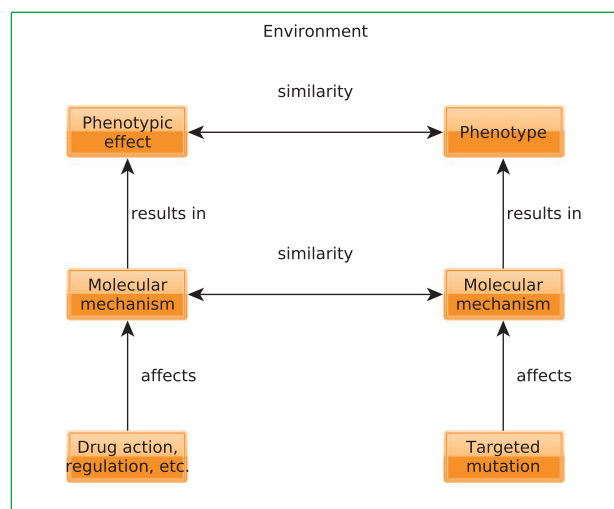 Environment
similarity
Phenotypic
effect
Phenotype
results in
results in
similarity
Molecular
mechanism
Molecular
mechanism
affects
affects
Drug action,
regulation, etc.
Targeted
mutation